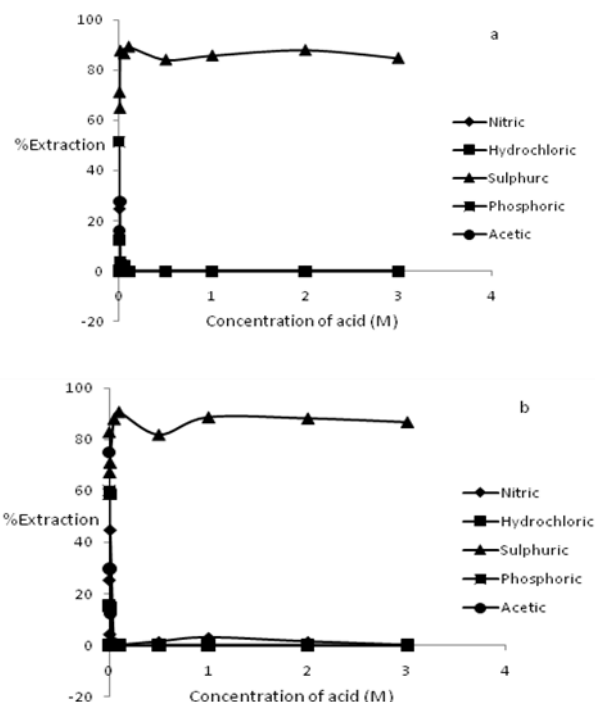 a
100
80
60
%Extraction
40
20
0
-20
0 1 2 3 4
Concentration of acid (M)
Nitric
Hydrochloric
Sulphurc
Phosphoric
Acetic
b
100
80
60
%Extraction
40
20
0
-20
0 1 2 3 4
Concentration of acid (M)
Nitric
Hydrochloric
Sulphuric
Phosphoric
Acetic